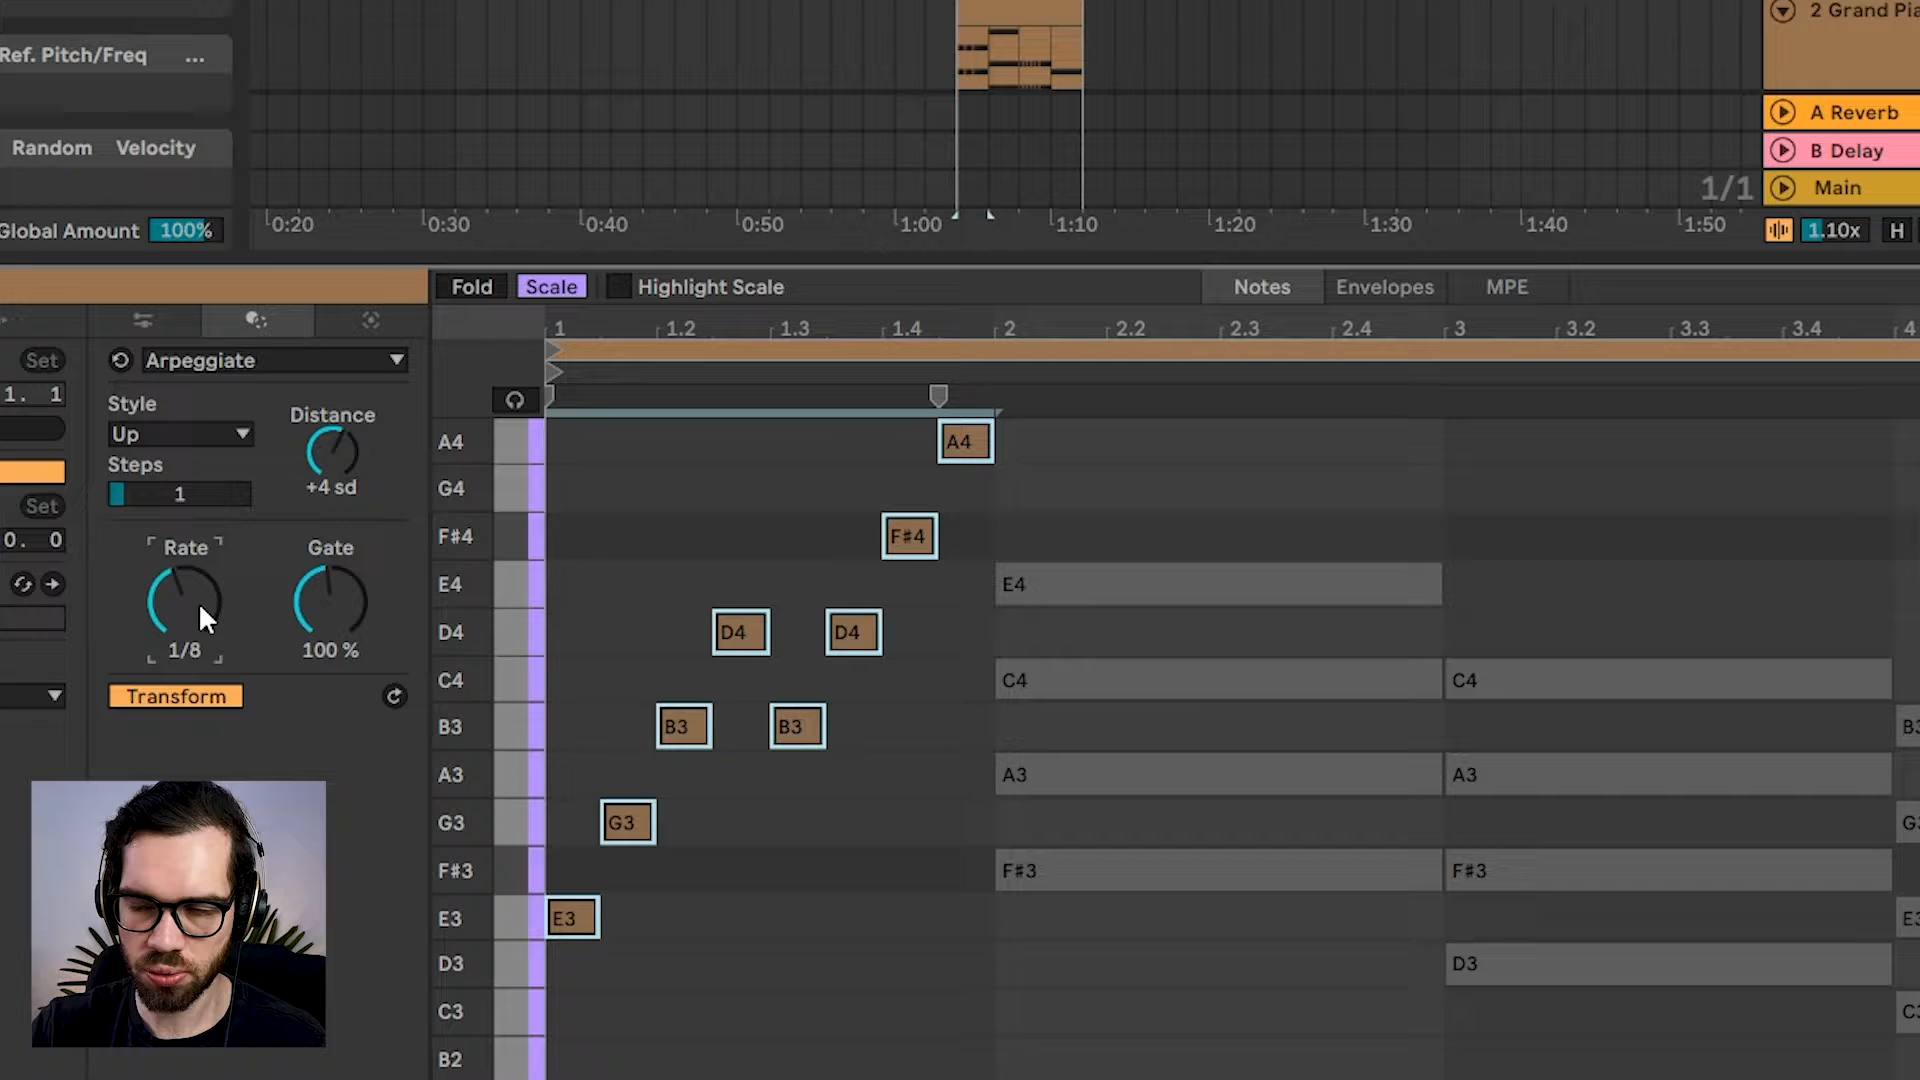 2 Grand Pia
Ref. Pitch/Freq ...
A Reverb
Random Velocity
B Delay
1/1 Main
Global Amount 100%
0:20 0:30 0:40 0:50 1:00 1:10 1:20 1:30 1:40 1:50
1.10x H
Fold Scale Highlight Scale Notes Envelopes MPE
1 1.2 1.3 1.4 2 2.2 2.3 2.4 3 3.2 3.3 3.4 4
Set
Arpeggiate
1. 1
Style
Up
Distance
+4 sd
Steps
1
Set
0. 0
Rate
1/8
Gate
100 %
Transform
A4 A4
G4
F#4 F#4
E4 E4
D4 D4 D4
C4 C4 C4
B3 B3 B3 B3
A3 A3 A3
G3 G3 G3
F#3 F#3 F#3
E3 E3 E3
D3 D3
C3 C3
B2